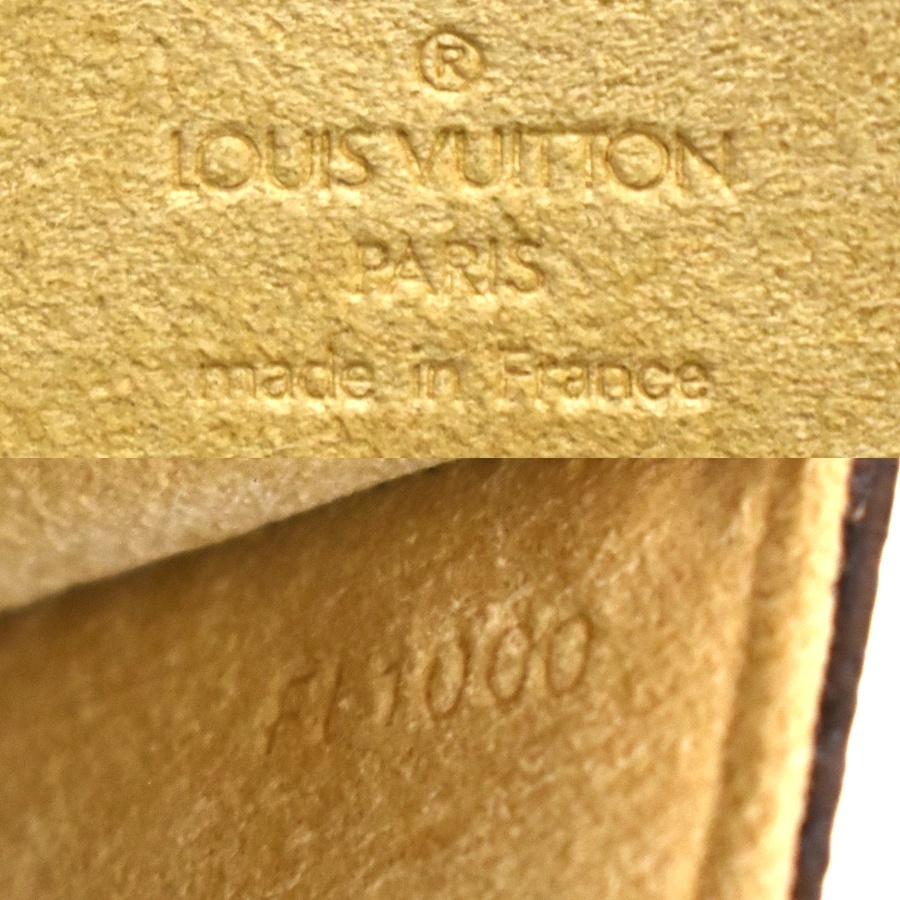 ®
LOUIS VUITTON
PARIS
made in France
FL1000